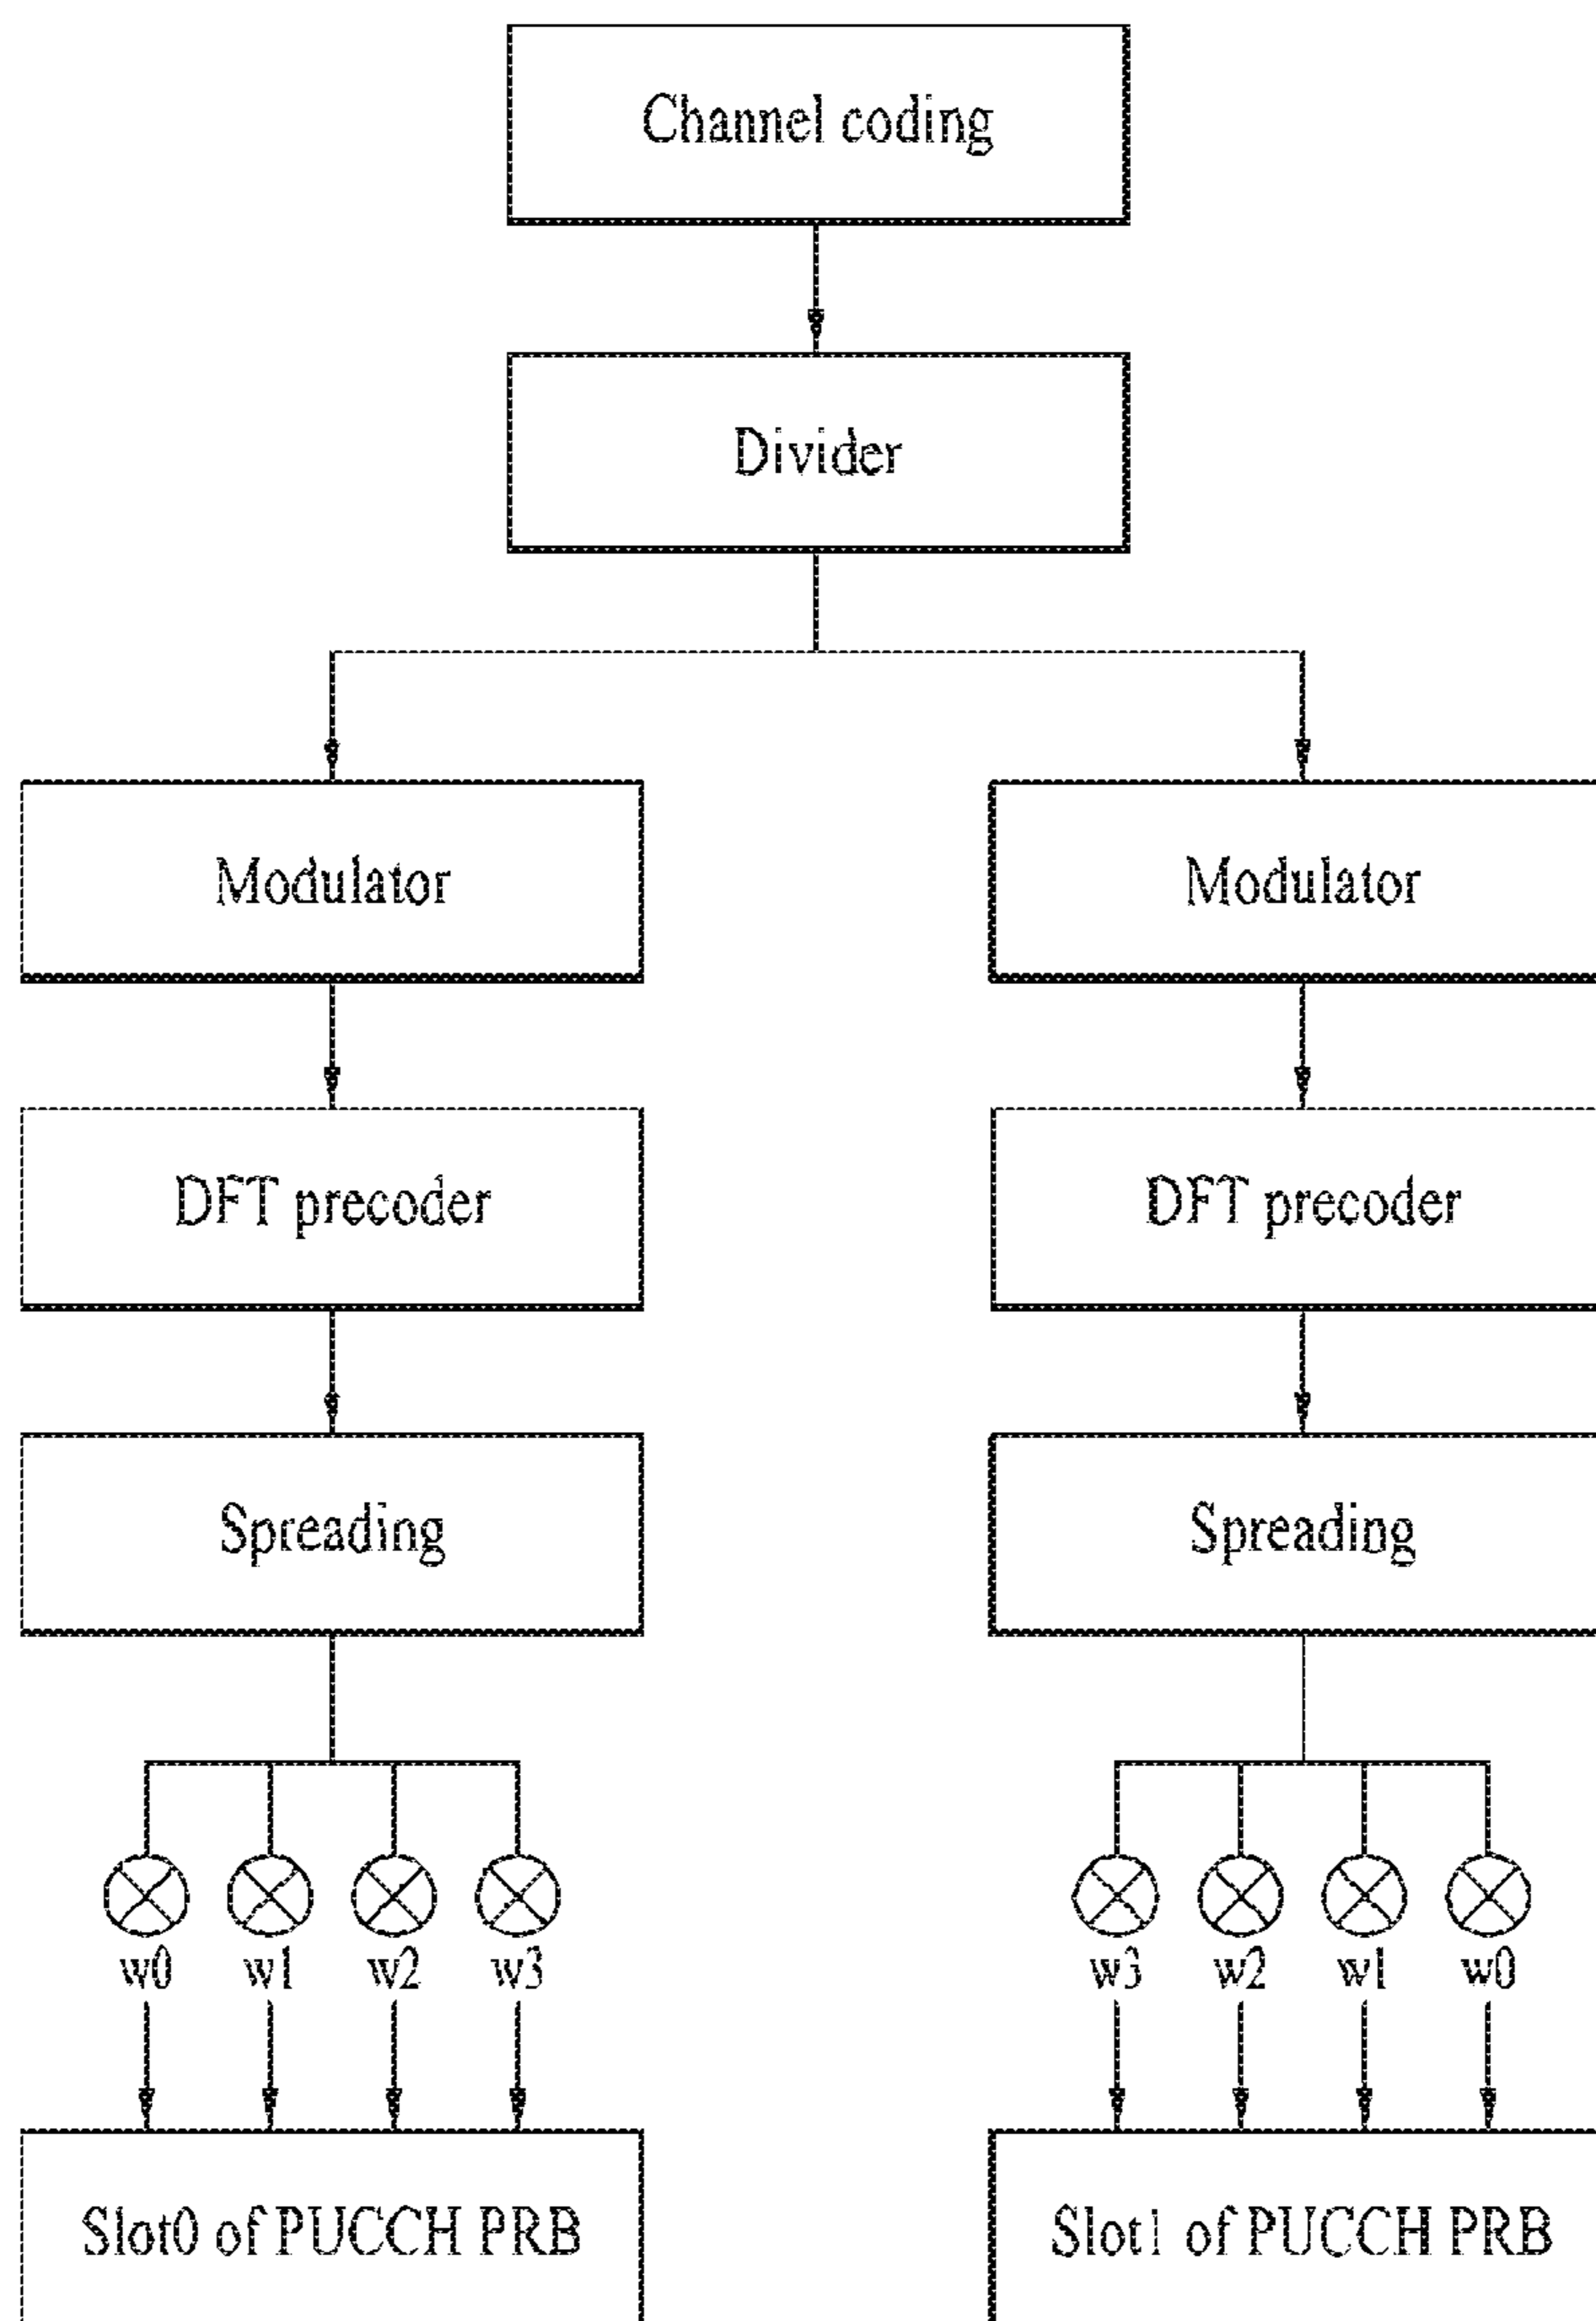 Channel coding
Divider
Modulator Modulator
DFT precoder DFT precoder
Spreading Spreading
w0 w1 w2 w3 w3 w2 w1 w0
Slot0 of PUCCH PRB Slot1 of PUCCH PRB